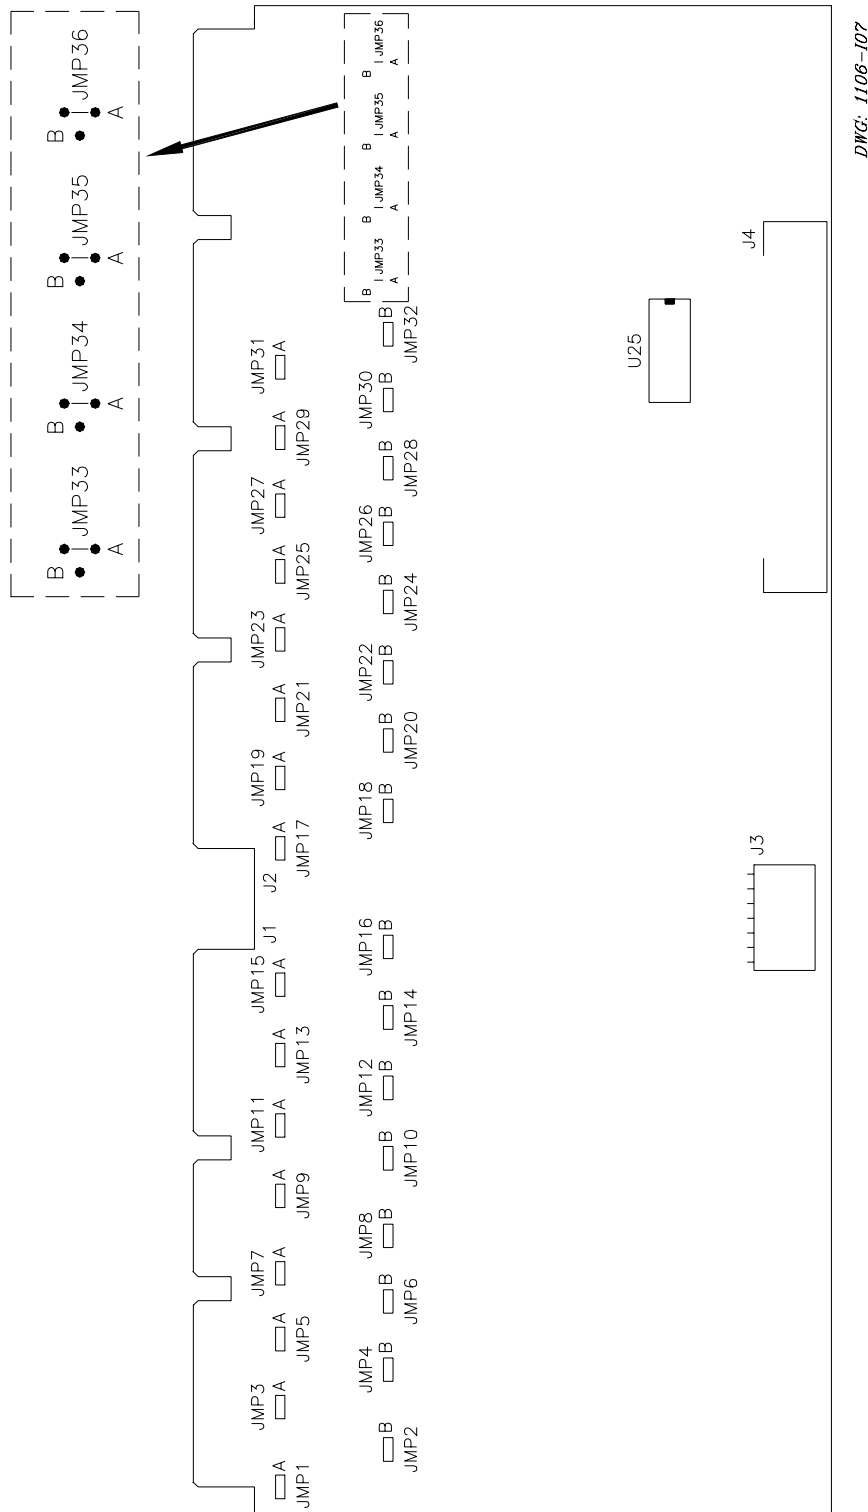 B B B B
JMP33 JMP34 JMP35 JMP36
A A A A
JMP3 JMP7 JMP11 JMP15 JMP19 JMP23 JMP27 JMP31
J1 J2
A A A A A A A A A A A A A A A A
JMP1 JMP5 JMP9 JMP13 JMP17 JMP21 JMP25 JMP29
B B B B
JMP33 JMP34 JMP35 JMP36
A A A A
JMP4 JMP8 JMP12 JMP16 JMP18 JMP22 JMP26 JMP30
B B B B B B B B B B B B B B B B
JMP2 JMP6 JMP10 JMP14 JMP20 JMP24 JMP28 JMP32
U25
J3 J4
DWG: 1106-I07